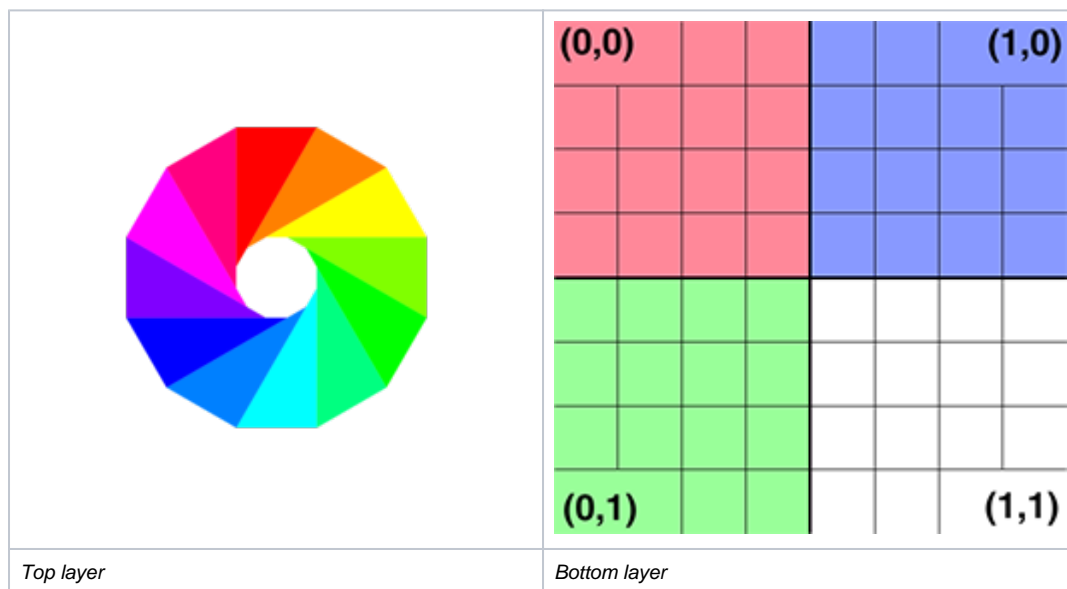 (0,0) (1,0)
(0,1) (1,1)
Top layer
Bottom layer